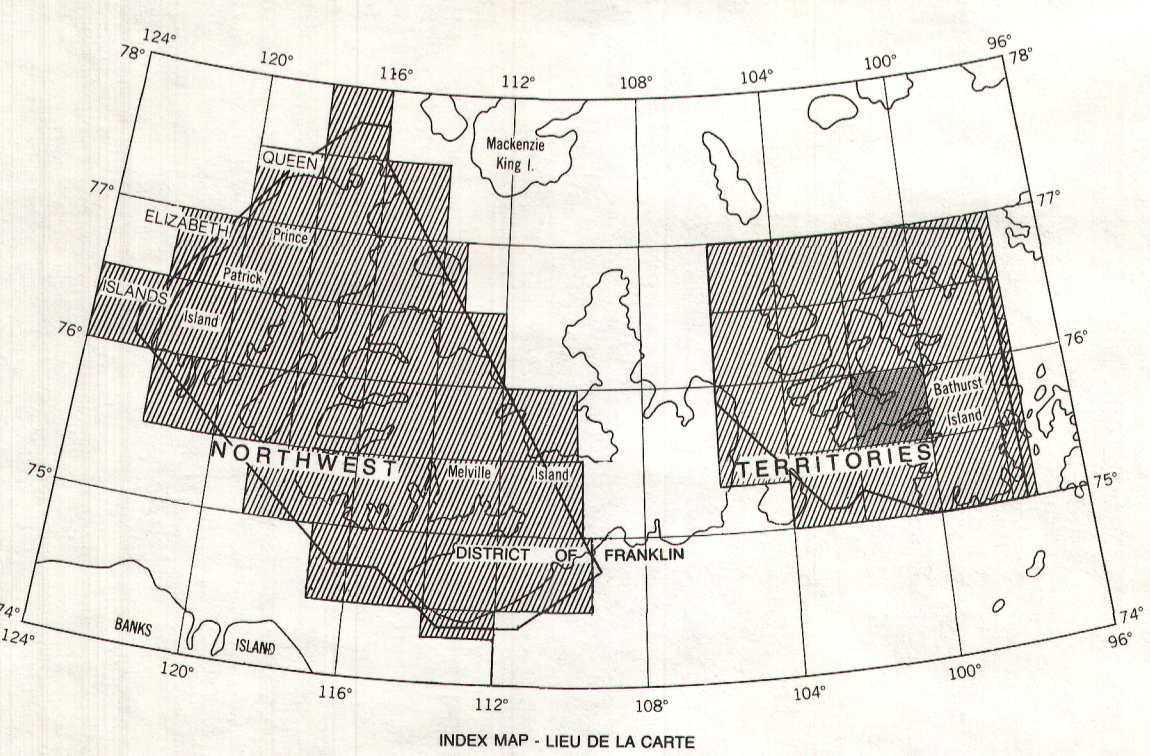 124°
120°
116°
112°
108°
104°
100°
96°
78°
78°
Mackenzie
King I.
QUEEN
77°
77°
ELIZABETH
Prince
Patrick
ISLANDS
Island
76°
76°
Bathurst
Island
NORTHWEST
TERRITORIES
Melville
Island
75°
75°
DISTRICT OF FRANKLIN
74°
74°
124°
BANKS
ISLAND
120°
116°
112°
108°
104°
100°
96°
INDEX MAP - LIEU DE LA CARTE